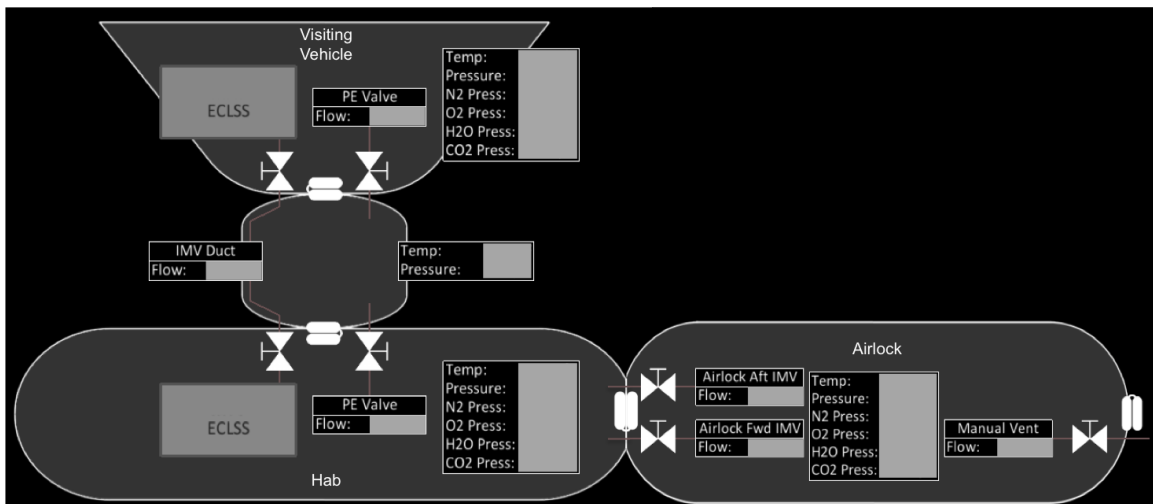 Visiting
Vehicle
ECLSS
PE Valve
Flow:
Temp:
Pressure:
N2 Press:
O2 Press:
H2O Press:
CO2 Press:
IMV Duct
Flow:
Temp:
Pressure:
ECLSS
PE Valve
Flow:
Temp:
Pressure:
N2 Press:
O2 Press:
H2O Press:
CO2 Press:
Hab
Airlock
Airlock Aft IMV
Flow:
Airlock Fwd IMV
Flow:
Temp:
Pressure:
N2 Press:
O2 Press:
H2O Press:
CO2 Press:
Manual Vent
Flow: